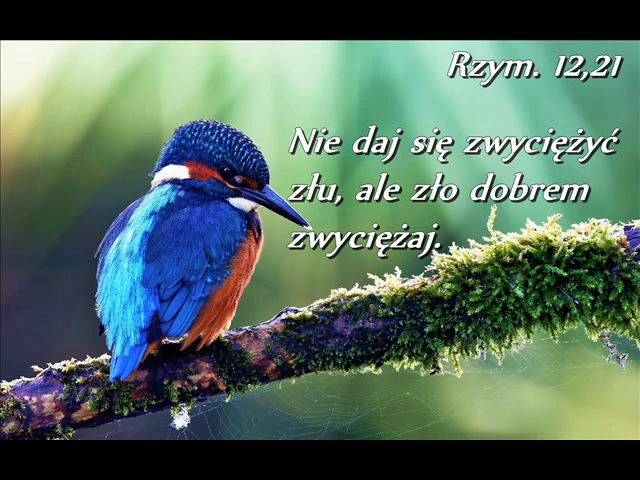 Rzym. 12,21
Nie daj się zwyciężyć
złu, ale zło dobrem
zwyciężaj.